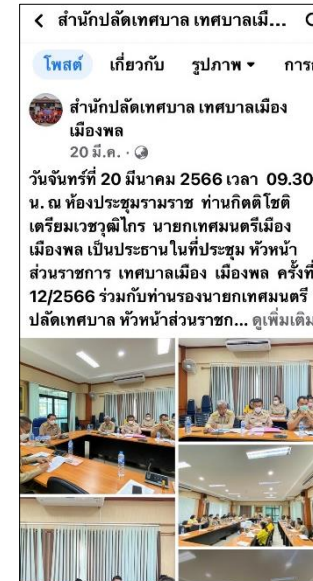 สำนักปลัดเทศบาล เทศบาลเมื...
โพสต์ เกี่ยวกับ รูปภาพ
สำนักปลัดเทศบาล เทศบาลเมือง
เมืองพล
20 มี.ค. ·
วันจันทร์ที่ 20 มีนาคม 2566 เวลา 09.30
น. ณ ห้องประชุมรามราช ท่านกิตติโชติ
เตรียมเวชวุฒิไกร นายกเทศมนตรีเมือง
เมืองพล เป็นประธานในที่ประชุม หัวหน้า
ส่วนราชการ เทศบาลเมือง เมืองพล ครั้งที่
12/2566 ร่วมกับท่านรองนายกเทศมนตรี
ปลัดเทศบาล หัวหน้าส่วนราชก... ดูเพิ่มเติม